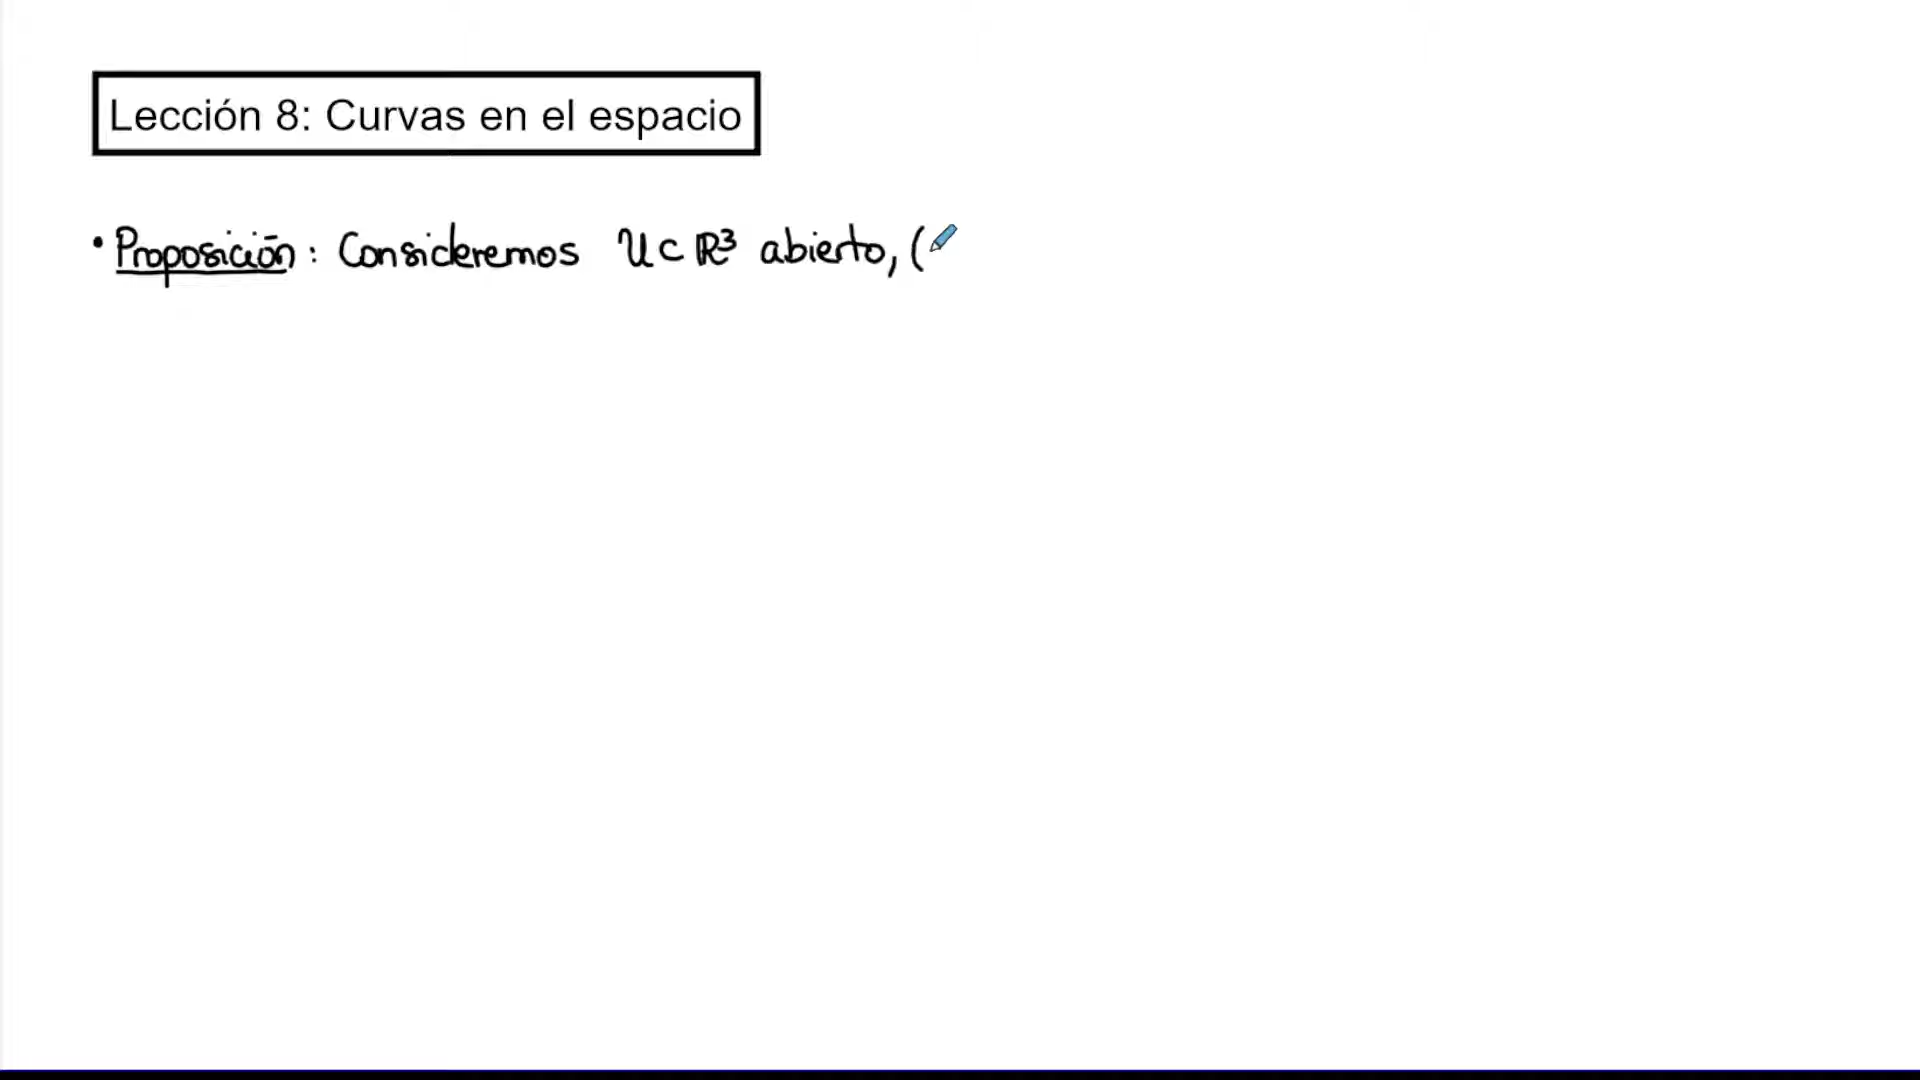 Lección 8: Curvas en el espacio
• Proposición: Consideremos U ⊂ ℝ³ abierto, (